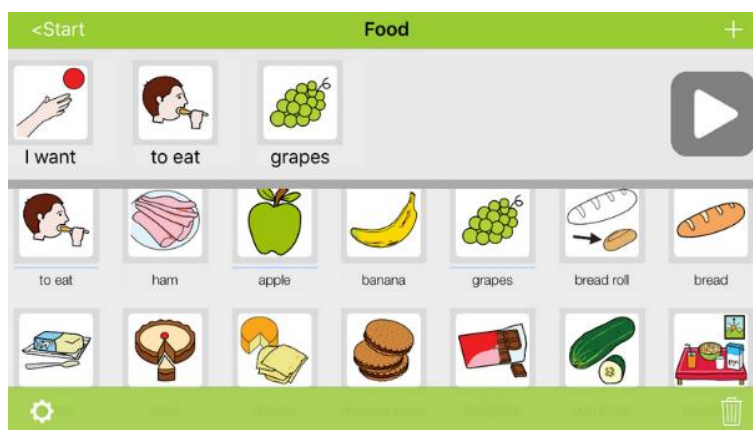 <Start Food +
I want to eat grapes
to eat ham apple banana grapes bread roll bread